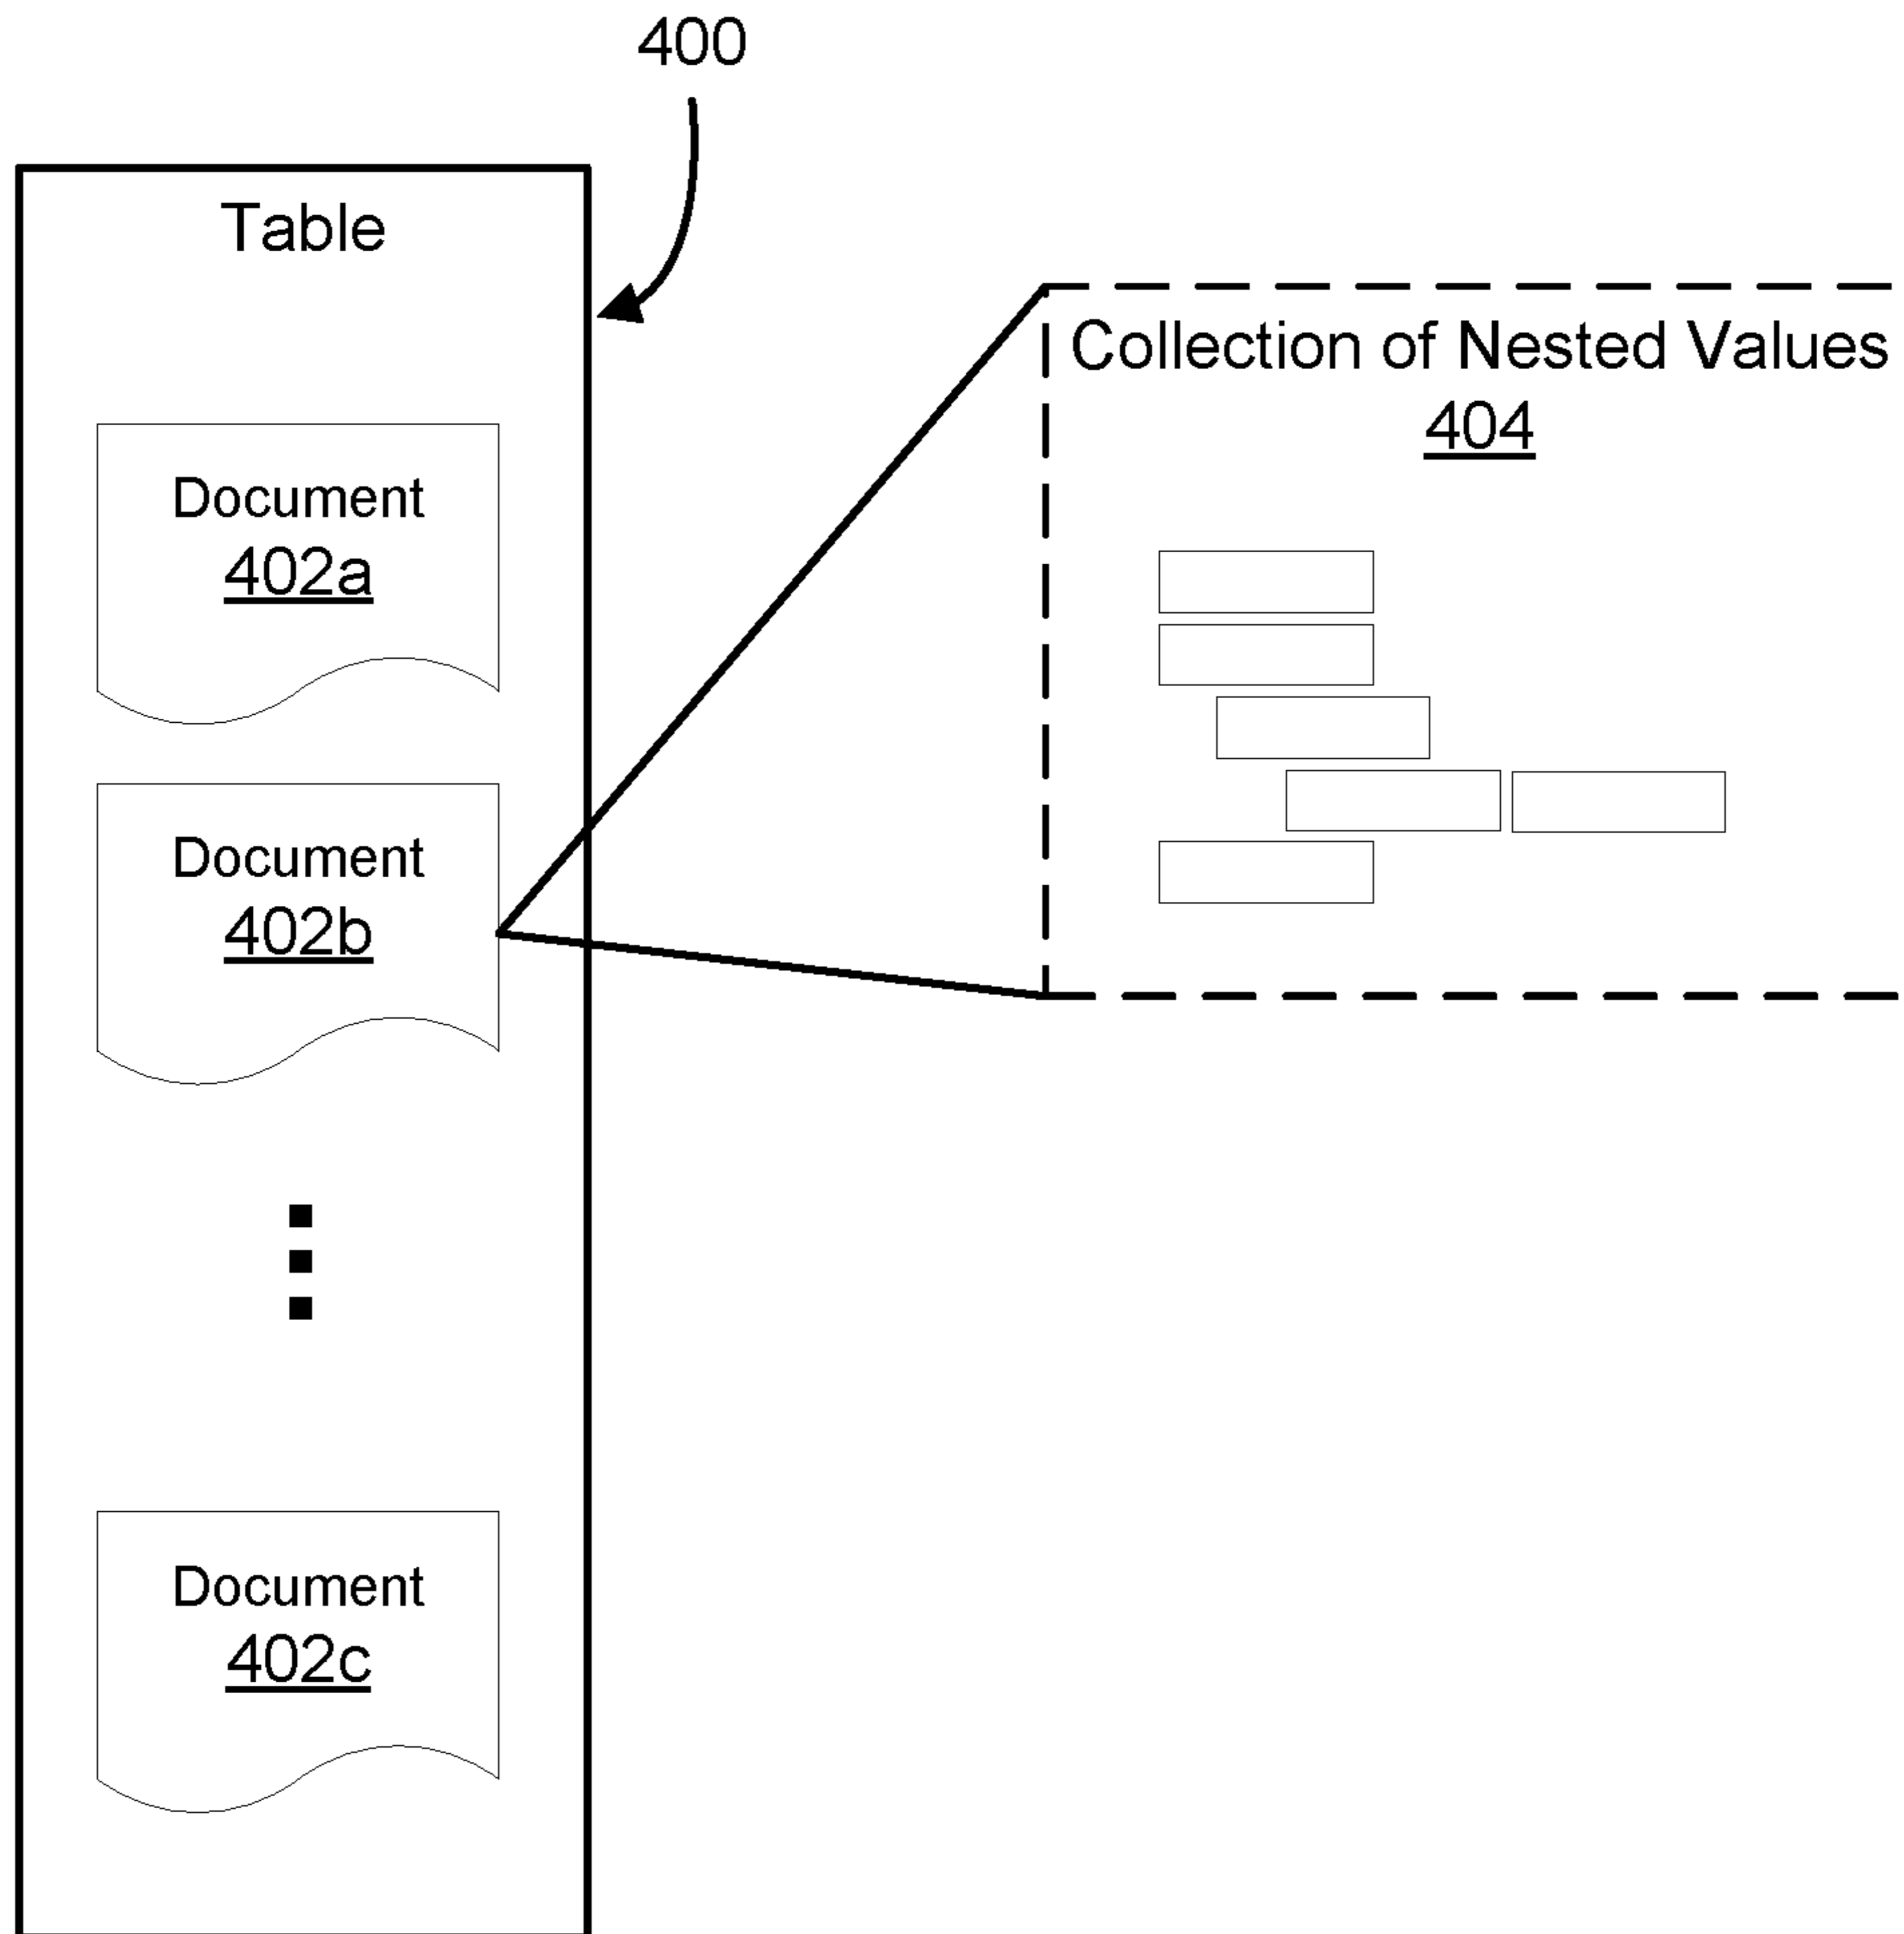 400
Table
Collection of Nested Values
404
Document
402a
Document
402b
Document
402c